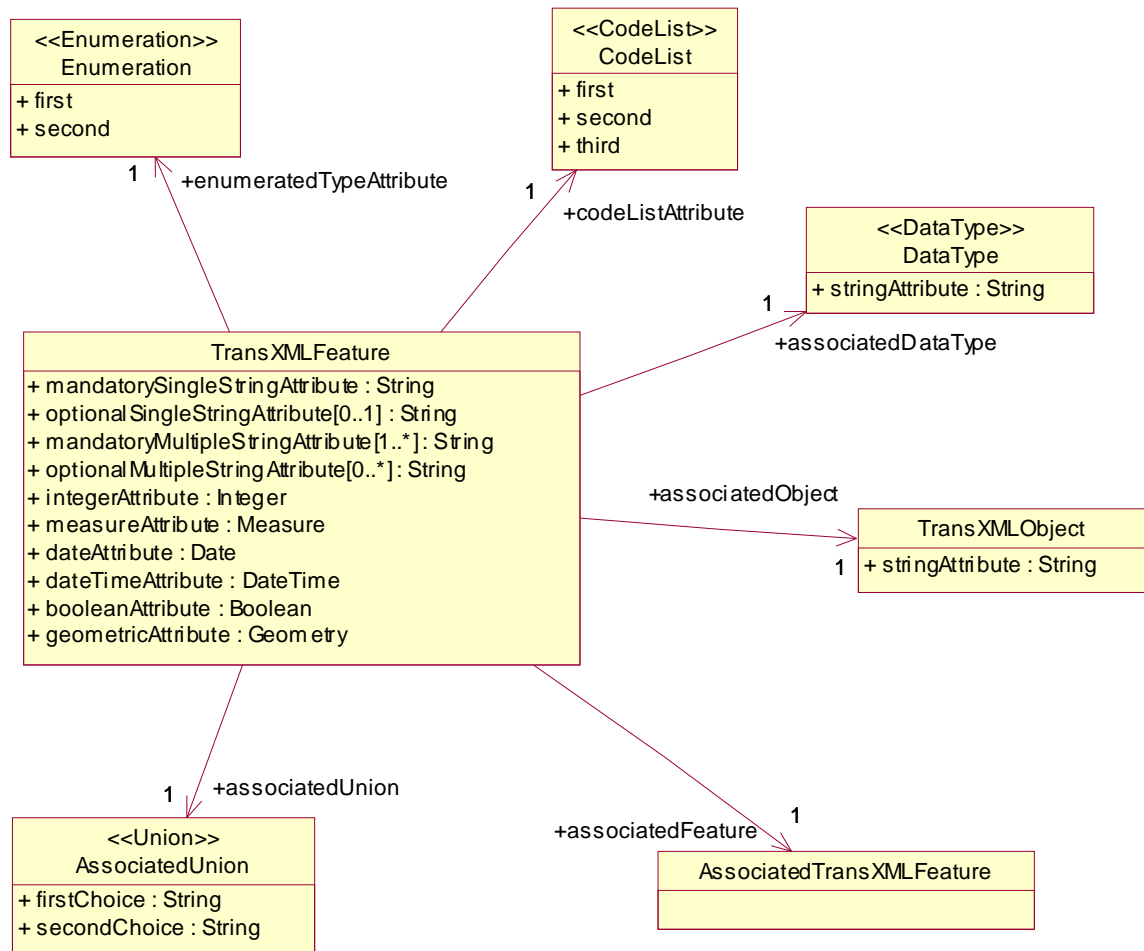 <<Enumeration>>
Enumeration
+ first
+ second
<<CodeList>>
CodeList
+ first
+ second
+ third
1
+enumeratedTypeAttribute
1
+codeListAttribute
<<DataType>>
DataType
+ stringAttribute : String
1
+associatedDataType
TransXMLFeature
+ mandatorySingleStringAttribute : String
+ optionalSingleStringAttribute[0..1] : String
+ mandatoryMultipleStringAttribute[1..*] : String
+ optionalMultipleStringAttribute[0..*] : String
+ integerAttribute : Integer
+ measureAttribute : Measure
+ dateAttribute : Date
+ dateTimeAttribute : DateTime
+ booleanAttribute : Boolean
+ geometricAttribute : Geometry
+associatedObject
1
TransXMLObject
+ stringAttribute : String
1
+associatedUnion
<<Union>>
AssociatedUnion
+ firstChoice : String
+ secondChoice : String
+associatedFeature
1
AssociatedTransXMLFeature